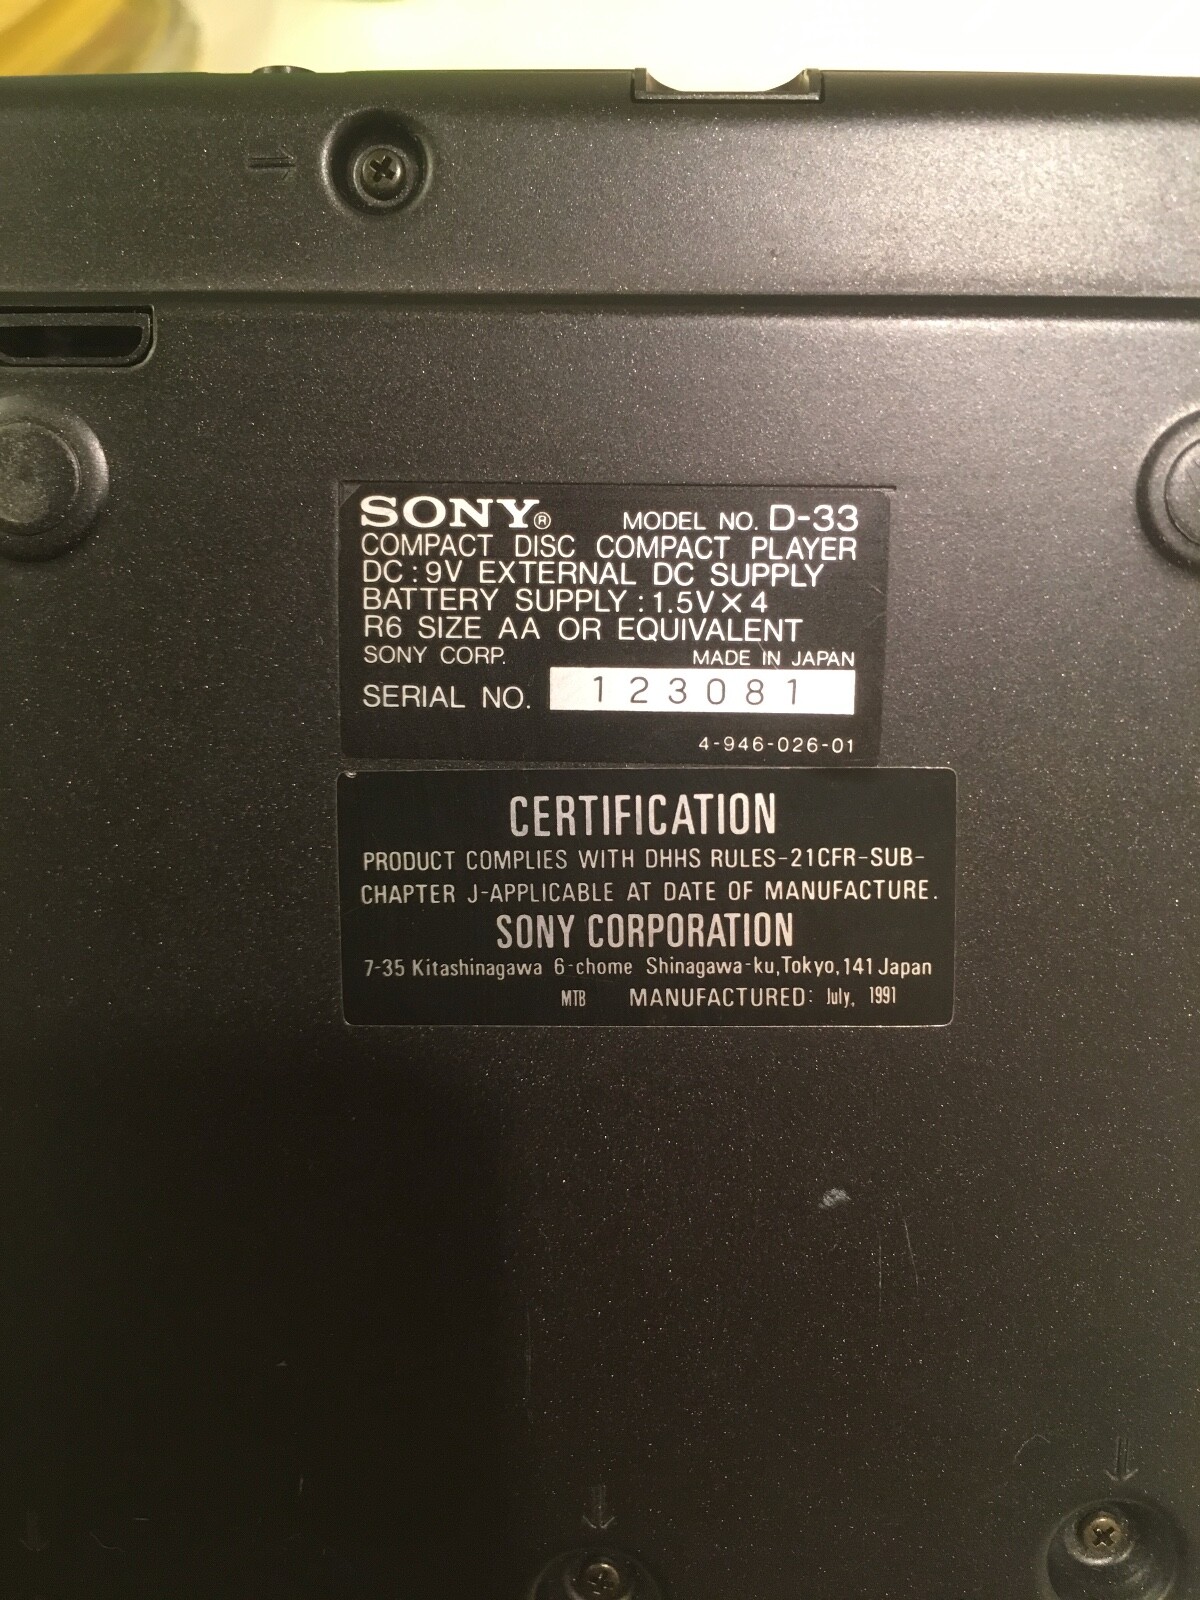 SONY® MODEL NO. D-33
COMPACT DISC COMPACT PLAYER
DC : 9V EXTERNAL DC SUPPLY
BATTERY SUPPLY : 1.5V X 4
R6 SIZE AA OR EQUIVALENT
SONY CORP. MADE IN JAPAN
SERIAL NO. 123081
4-946-026-01
CERTIFICATION
PRODUCT COMPLIES WITH DHHS RULES-21CFR-SUB-
CHAPTER J-APPLICABLE AT DATE OF MANUFACTURE.
SONY CORPORATION
7-35 Kitashinagawa 6-chome Shinagawa-ku,Tokyo,141 Japan
MTB MANUFACTURED: July, 1991